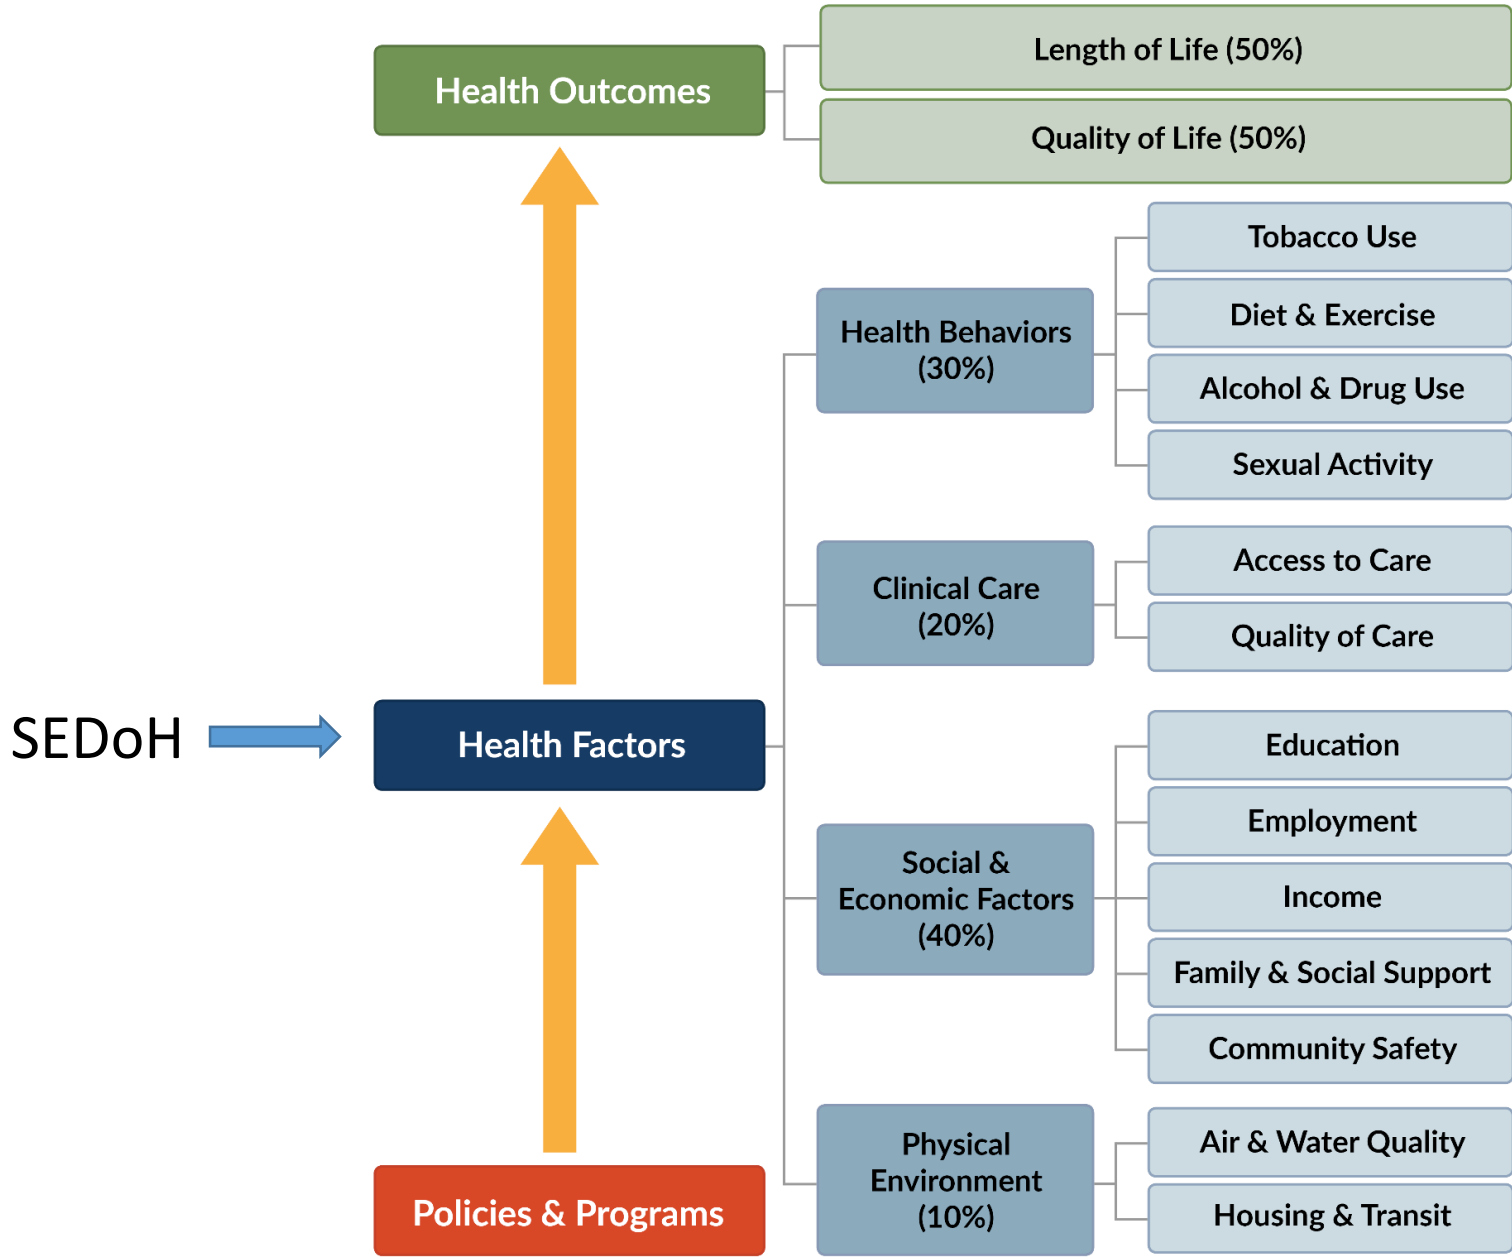 Health Outcomes
Length of Life (50%)
Quality of Life (50%)
Health Behaviors
(30%)
Tobacco Use
Diet & Exercise
Alcohol & Drug Use
Sexual Activity
Clinical Care
(20%)
Access to Care
Quality of Care
SEDoH
Health Factors
Social &
Economic Factors
(40%)
Education
Employment
Income
Family & Social Support
Community Safety
Policies & Programs
Physical
Environment
(10%)
Air & Water Quality
Housing & Transit